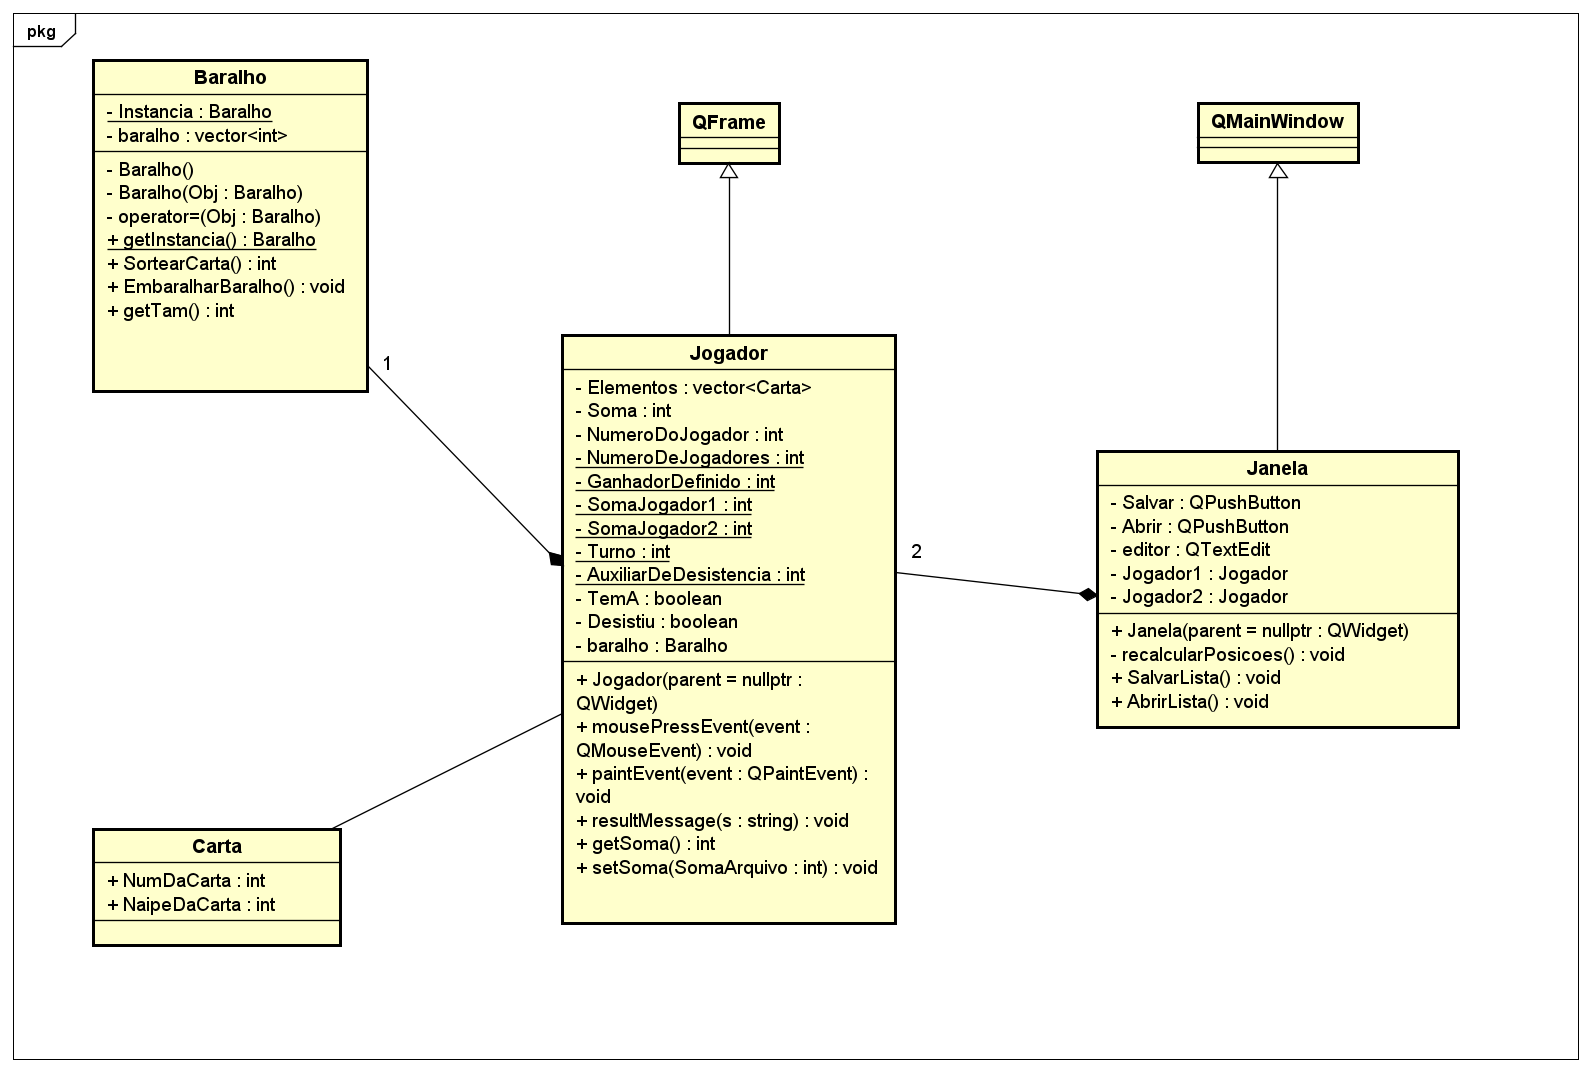 pkg
Baralho
- Instancia : Baralho
- baralho : vector<int>
- Baralho()
- Baralho(Obj : Baralho)
- operator=(Obj : Baralho)
+ getInstancia() : Baralho
+ SortearCarta() : int
+ EmbaralharBaralho() : void
+ getTam() : int
1
QFrame
QMainWindow
Jogador
- Elementos : vector<Carta>
- Soma : int
- NumeroDoJogador : int
- NumeroDeJogadores : int
- GanhadorDefinido : int
- SomaJogador1 : int
- SomaJogador2 : int
- Turno : int
- AuxiliarDeDesistencia : int
- TemA : boolean
- Desistiu : boolean
- baralho : Baralho
+ Jogador(parent = nullptr :
QWidget)
+ mousePressEvent(event :
QMouseEvent) : void
+ paintEvent(event : QPaintEvent) :
void
+ resultMessage(s : string) : void
+ getSoma() : int
+ setSoma(SomaArquivo : int) : void
2
Janela
- Salvar : QPushButton
- Abrir : QPushButton
- editor : QTextEdit
- Jogador1 : Jogador
- Jogador2 : Jogador
+ Janela(parent = nullptr : QWidget)
- recalcularPosicoes() : void
+ SalvarLista() : void
+ AbrirLista() : void
Carta
+ NumDaCarta : int
+ NaipeDaCarta : int